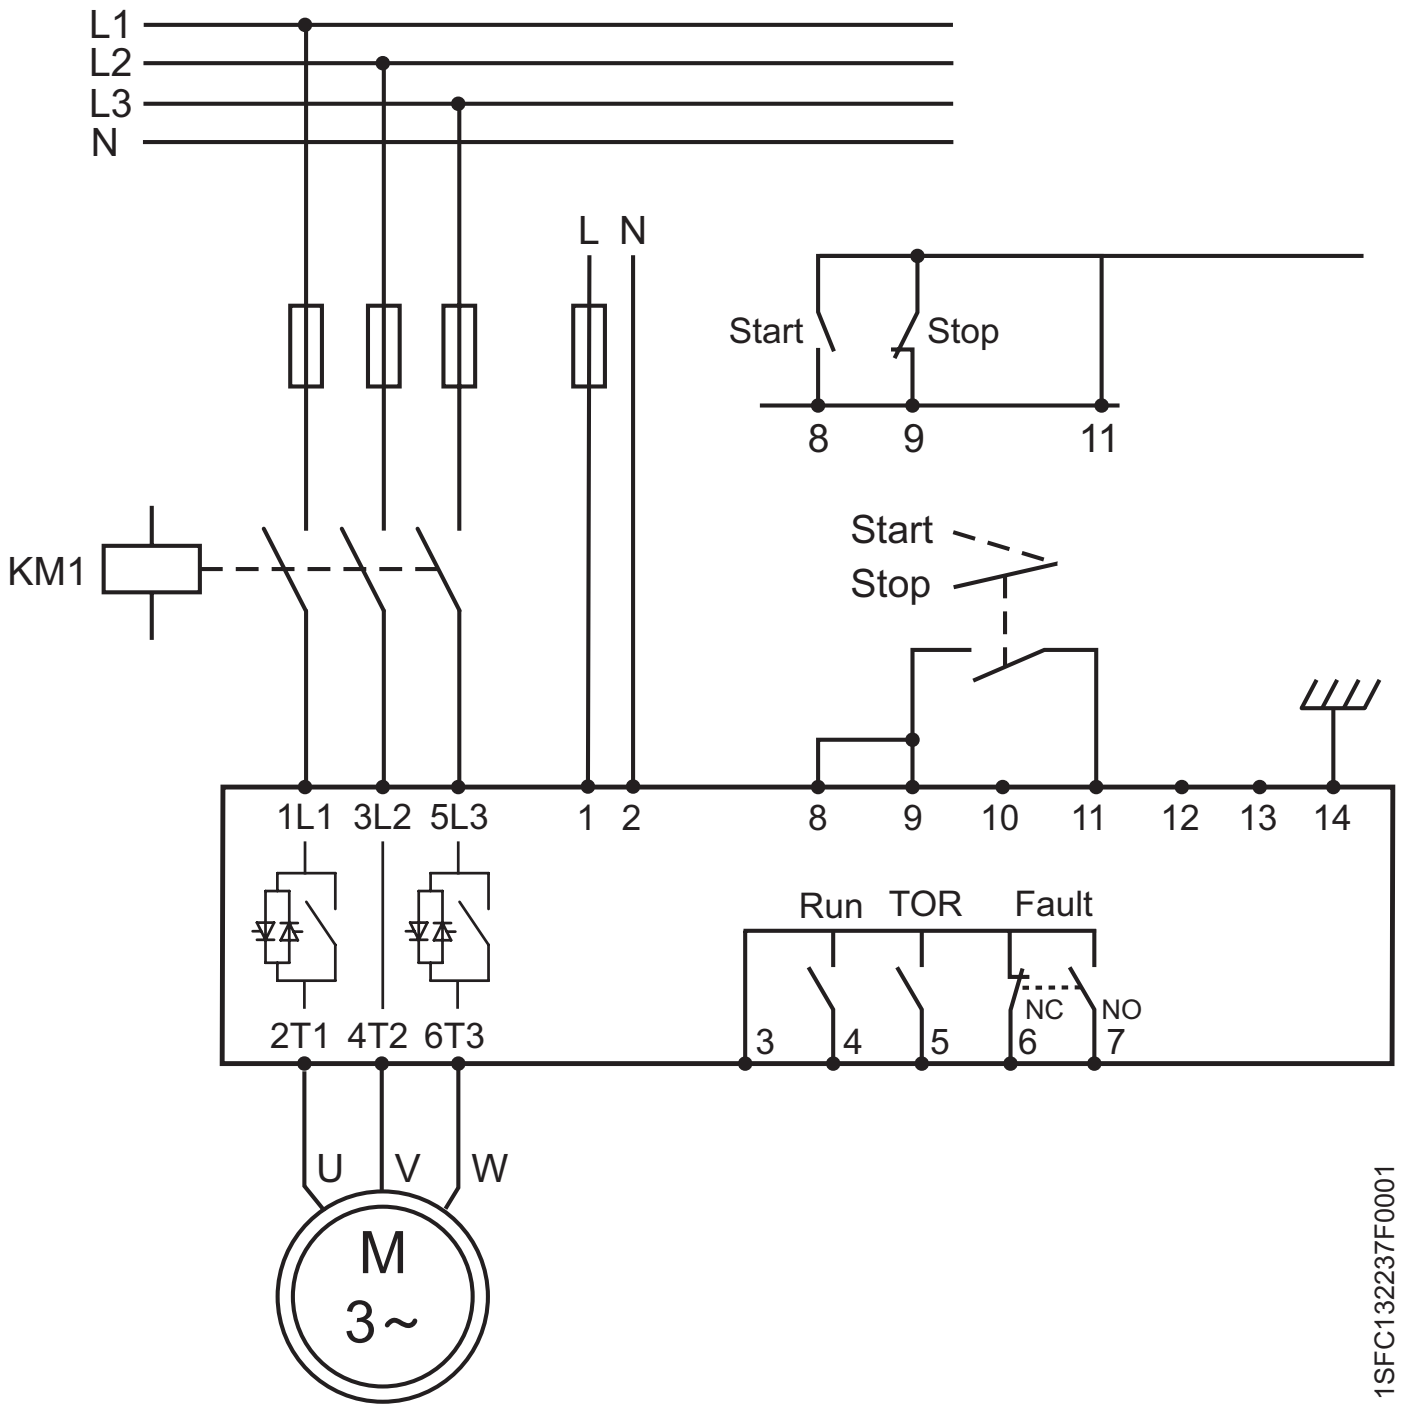 L1
L2
L3
N
L N
Start Stop
8 9 11
Start
KM1
Stop
1L1 3L2 5L3 1 2 8 9 10 11 12 13 14
Run TOR Fault
NC NO
2T1 4T2 6T3 3 4 5 6 7
U V W
M
3~
1SFC132237F0001